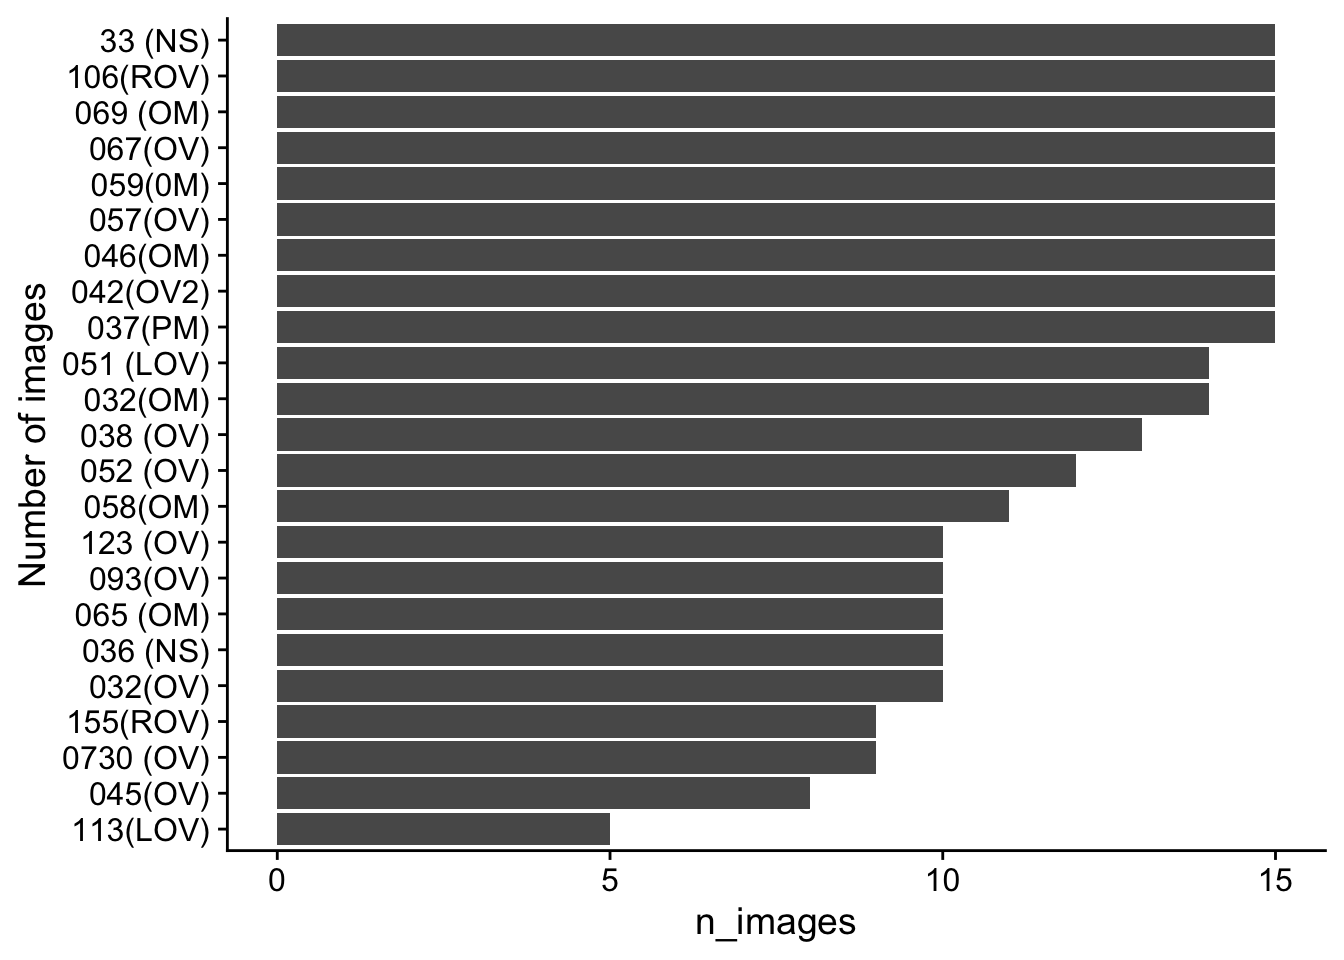 33 (NS)
106(ROV)
069 (OM)
067(OV)
059(0M)
057(OV)
046(OM)
042(OV2)
037(PM)
051 (LOV)
032(OM)
038 (OV)
052 (OV)
058(OM)
123 (OV)
093(OV)
065 (OM)
036 (NS)
032(OV)
155(ROV)
0730 (OV)
045(OV)
113(LOV)
Number of images
0 5 10 15
n_images